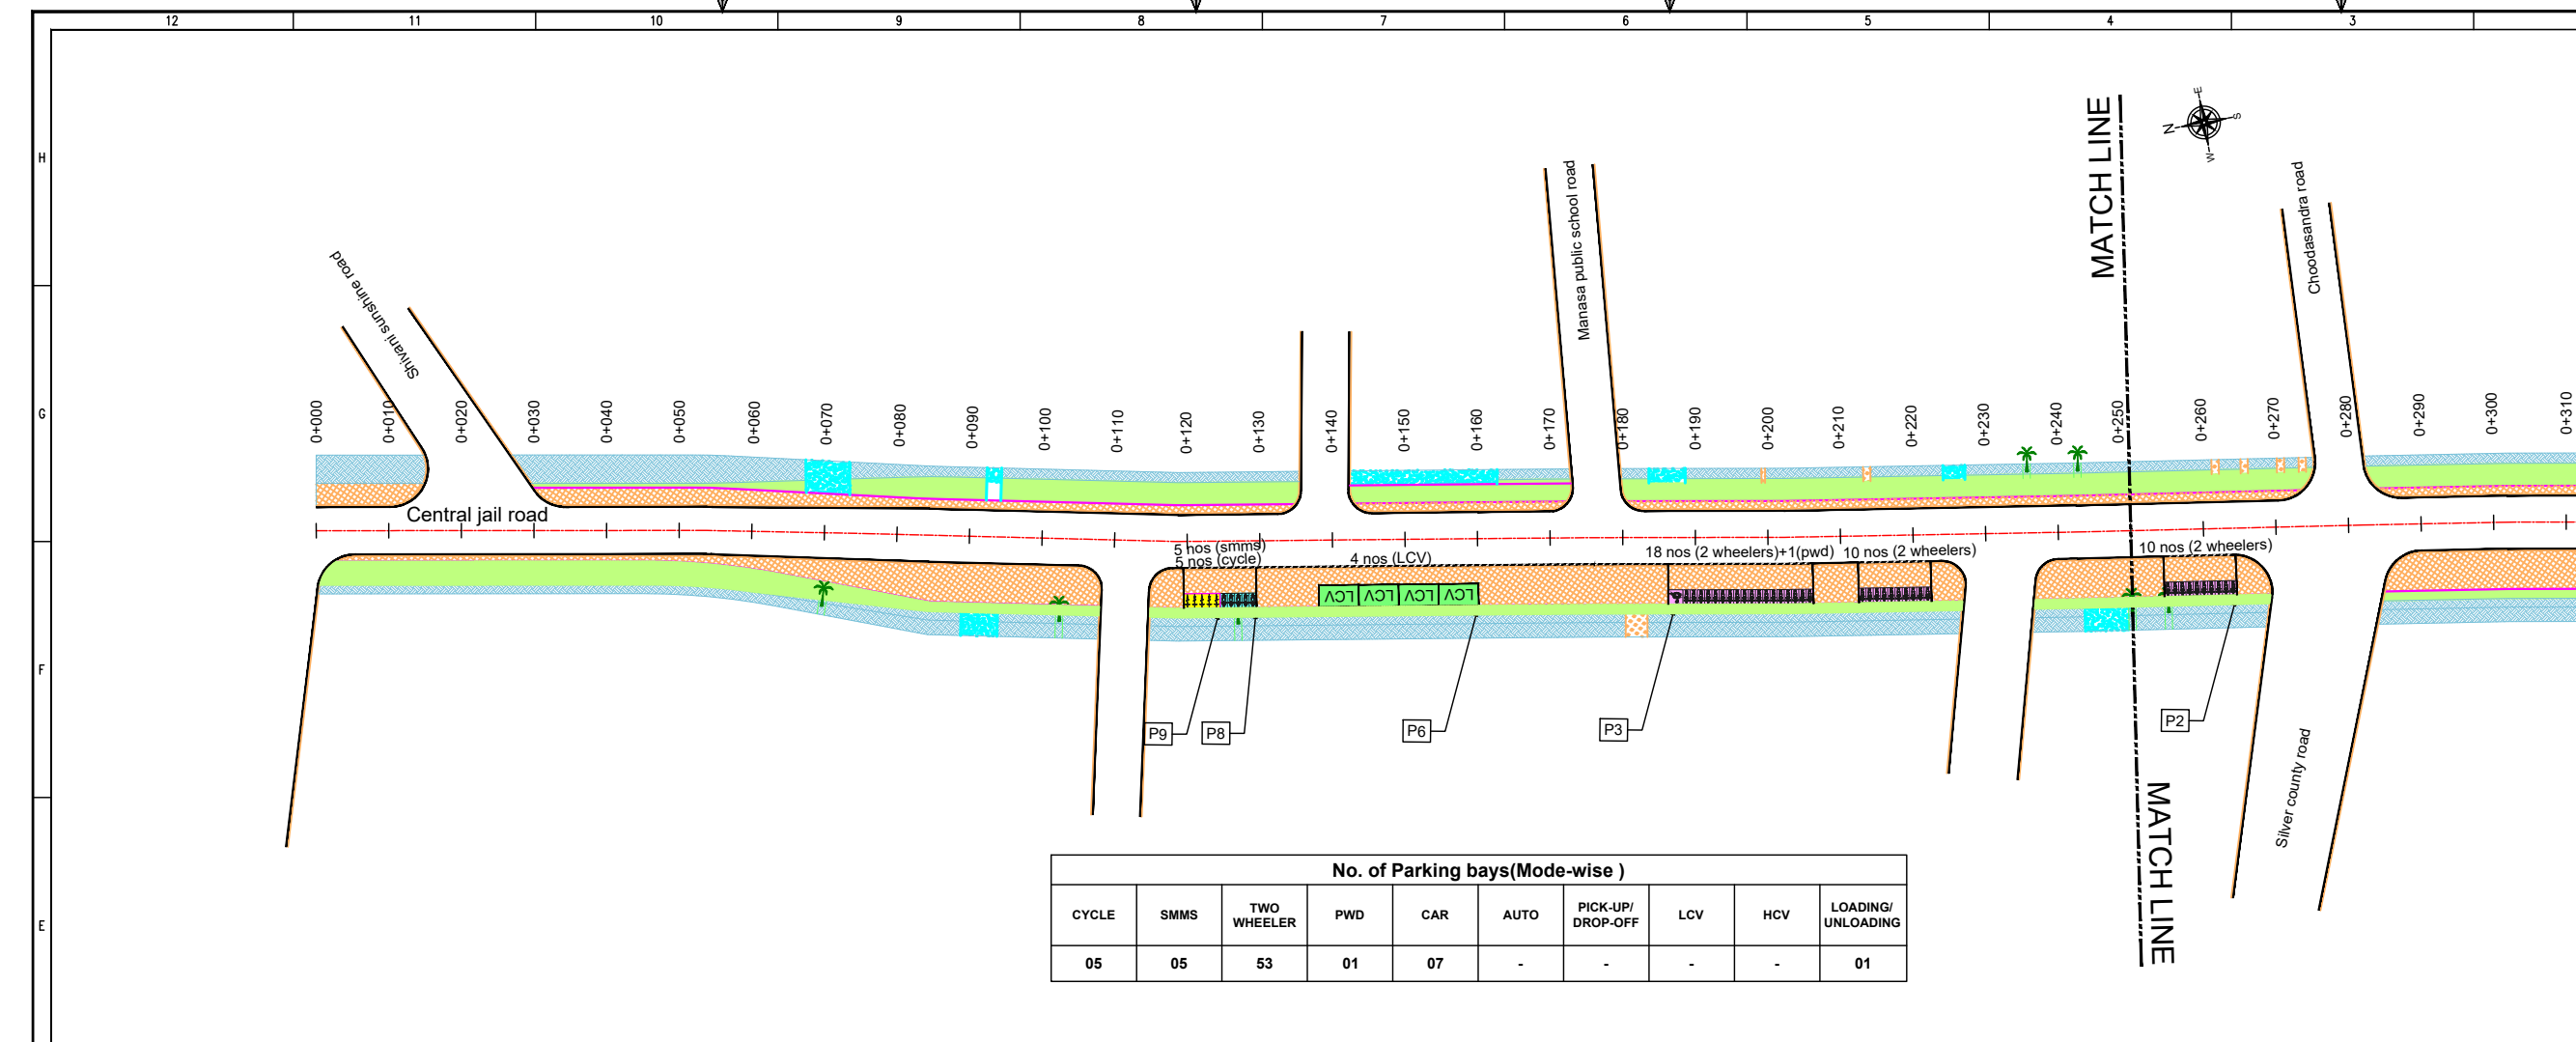 12 11 10 9 8 7 6 5 4 3
H
G
F
E
MATCH LINE
N E S W
Choodasandra road
Manasa public school road
Shivani sunshine road
0+000 0+010 0+020 0+030 0+040 0+050 0+060 0+070 0+080 0+090 0+100 0+110 0+120 0+130 0+140 0+150 0+160 0+170 0+180 0+190 0+200 0+210 0+220 0+230 0+240 0+250 0+260 0+270 0+280 0+290 0+300 0+310
Central jail road
5 nos (smms)
5 nos (cycle)
4 nos (LCV)
18 nos (2 wheelers)+1(pwd)
10 nos (2 wheelers)
10 nos (2 wheelers)
LCV LCV LCV LCV
P9
P8
P6
P3
P2
Silver county road
MATCH LINE
No. of Parking bays(Mode-wise )
CYCLE SMMS TWO WHEELER PWD CAR AUTO PICK-UP/ DROP-OFF LCV HCV LOADING/ UNLOADING
05 05 53 01 07 - - - - 01